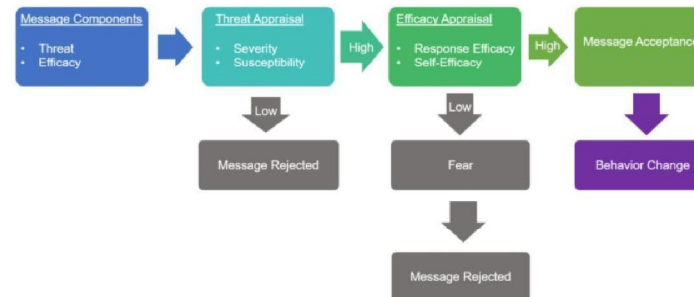 Message Components
• Threat
• Efficacy
Threat Appraisal
• Severity
• Susceptibility
High
Efficacy Appraisal
• Response Efficacy
• Self-Efficacy
High
Message Acceptance
Low
Low
Message Rejected
Fear
Behavior Change
Message Rejected